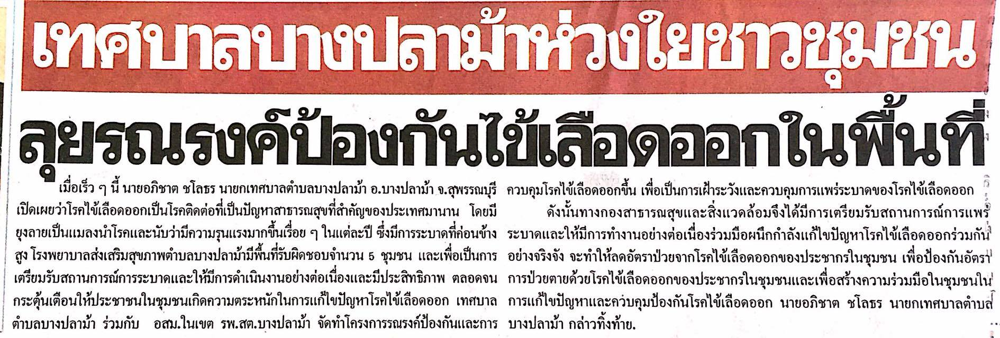 เทศบาลบางปลาม้าห่วงใยชาวชุมชน
ลุยรณรงค์ป้องกันไข้เลือดออกในพื้นที่
เมื่อเร็ว ๆ นี้ นายอภิชาต ชโลธร นายกเทศบาลตำบลบางปลาม้า อ.บางปลาม้า จ.สุพรรณบุรี
เปิดเผยว่าโรคไข้เลือดออกเป็นโรคติดต่อที่เป็นปัญหาสาธารณสุขที่สำคัญของประเทศมานาน โดยมี
ยุงลายเป็นแมลงนำโรคและนับว่ามีความรุนแรงมากขึ้นเรื่อย ๆ ในแต่ละปี ซึ่งมีการระบาดที่ค่อนข้าง
สูง โรงพยาบาลส่งเสริมสุขภาพตำบลบางปลาม้ามีพื้นที่รับผิดชอบจำนวน 5 ชุมชน และเพื่อเป็นการ
เตรียมรับสถานการณ์การระบาดและให้มีการดำเนินงานอย่างต่อเนื่องและมีประสิทธิภาพ ตลอดจน
กระตุ้นเตือนให้ประชาชนในชุมชนเกิดความตระหนักในการแก้ไขปัญหาโรคไข้เลือดออก เทศบาล
ตำบลบางปลาม้า ร่วมกับ อสม.ในเขต รพ.สต.บางปลาม้า จัดทำโครงการรณรงค์ป้องกันและการ
ควบคุมโรคไข้เลือดออกขึ้น เพื่อเป็นการเฝ้าระวังและควบคุมการแพร่ระบาดของโรคไข้เลือดออก
ดังนั้นทางกองสาธารณสุขและสิ่งแวดล้อมจึงได้มีการเตรียมรับสถานการณ์การแพร่
ระบาดและให้มีการทำงานอย่างต่อเนื่องร่วมมือผนึกกำลังแก้ไขปัญหาโรคไข้เลือดออกร่วมกัน
อย่างจริงจัง จะทำให้ลดอัตราป่วยจากโรคไข้เลือดออกของประชากรในชุมชน เพื่อป้องกันอัตรา
การป่วยตายด้วยโรคไข้เลือดออกของประชากรในชุมชนและเพื่อสร้างความร่วมมือในชุมชนใน
การแก้ไขปัญหาและควบคุมป้องกันโรคไข้เลือดออก นายอภิชาต ชโลธร นายกเทศบาลตำบล
บางปลาม้า กล่าวทิ้งท้าย.